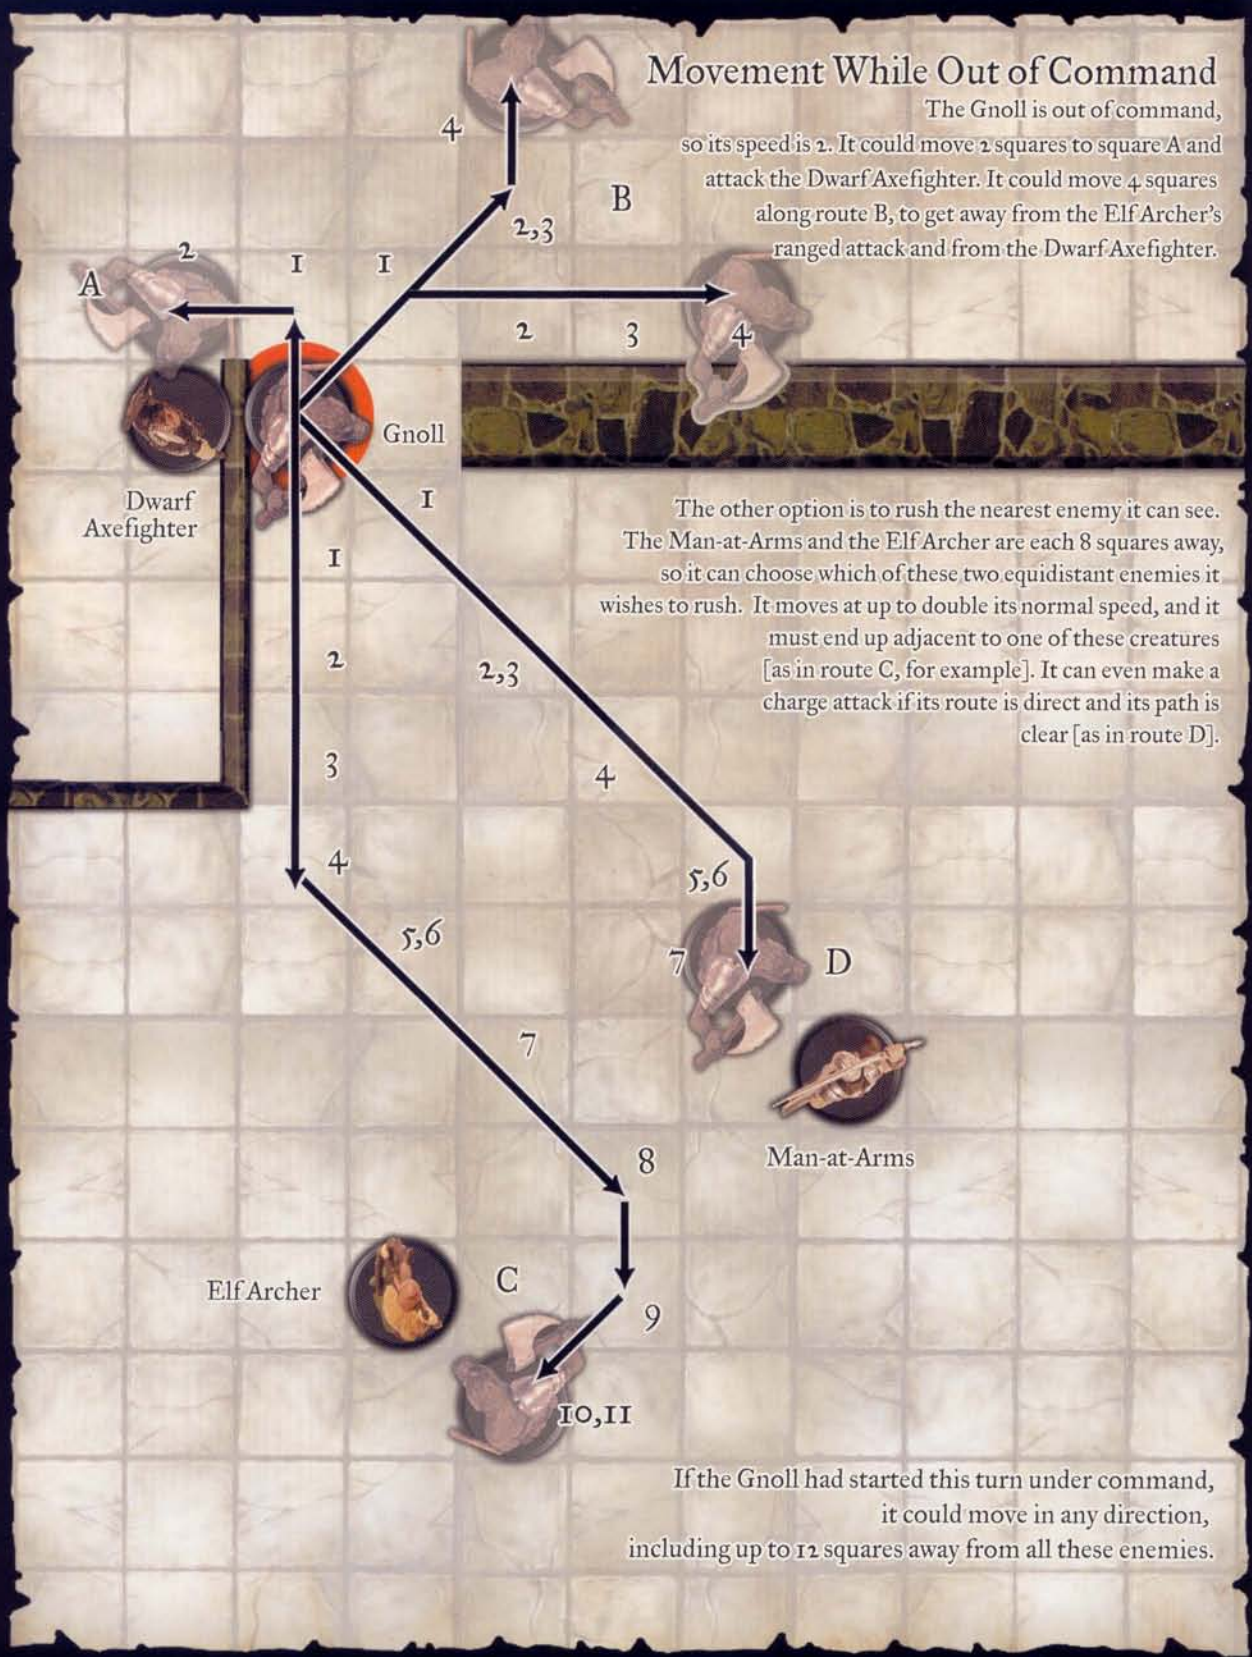 Movement While Out of Command
The Gnoll is out of command,
so its speed is 2. It could move 2 squares to square A and
attack the Dwarf Axefighter. It could move 4 squares
along route B, to get away from the Elf Archer's
ranged attack and from the Dwarf Axefighter.
4
B
2,3
A
2
1
1
2
3
4
Gnoll
Dwarf
Axefighter
1
The other option is to rush the nearest enemy it can see.
The Man-at-Arms and the Elf Archer are each 8 squares away,
so it can choose which of these two equidistant enemies it
wishes to rush. It moves at up to double its normal speed, and it
must end up adjacent to one of these creatures
[as in route C, for example]. It can even make a
charge attack if its route is direct and its path is
clear [as in route D].
1
2
2,3
3
4
4
5,6
5,6
7
D
7
8
Man-at-Arms
Elf Archer
C
9
10,11
If the Gnoll had started this turn under command,
it could move in any direction,
including up to 12 squares away from all these enemies.